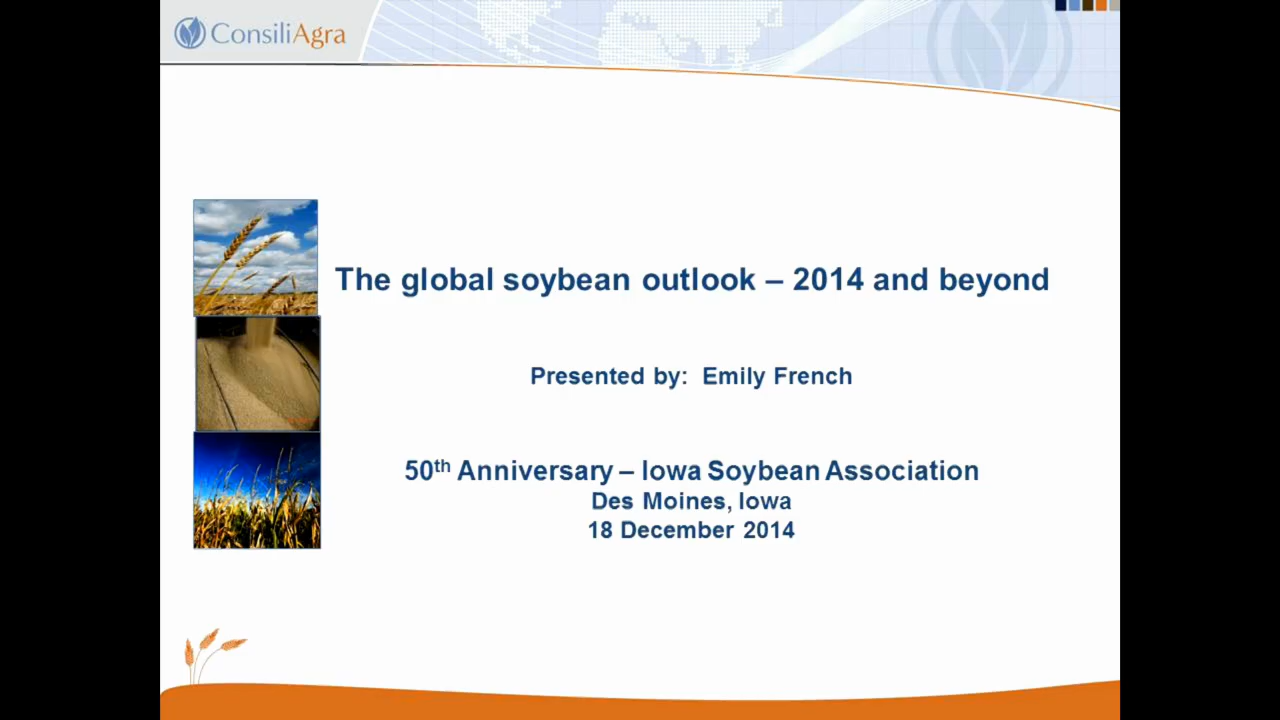 ConsiliAgra
The global soybean outlook – 2014 and beyond
Presented by: Emily French
50th Anniversary – Iowa Soybean Association
Des Moines, Iowa
18 December 2014